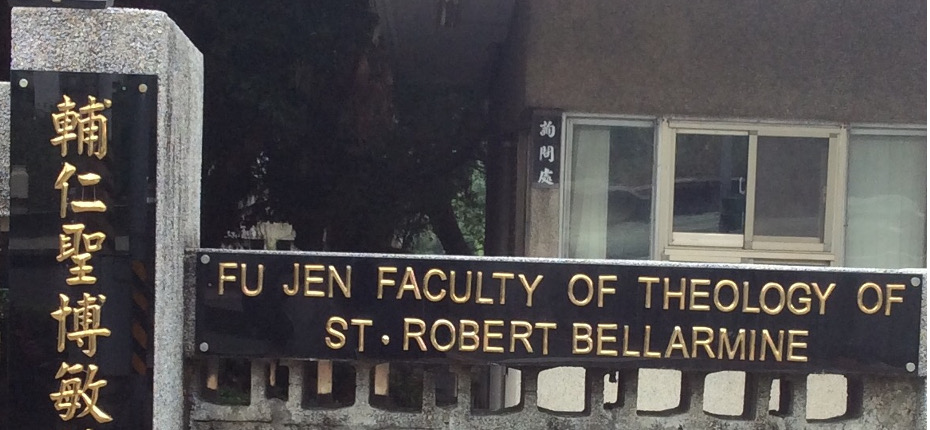 輔仁聖博敏
詢問處
FU JEN FACULTY OF THEOLOGY OF
ST. ROBERT BELLARMINE